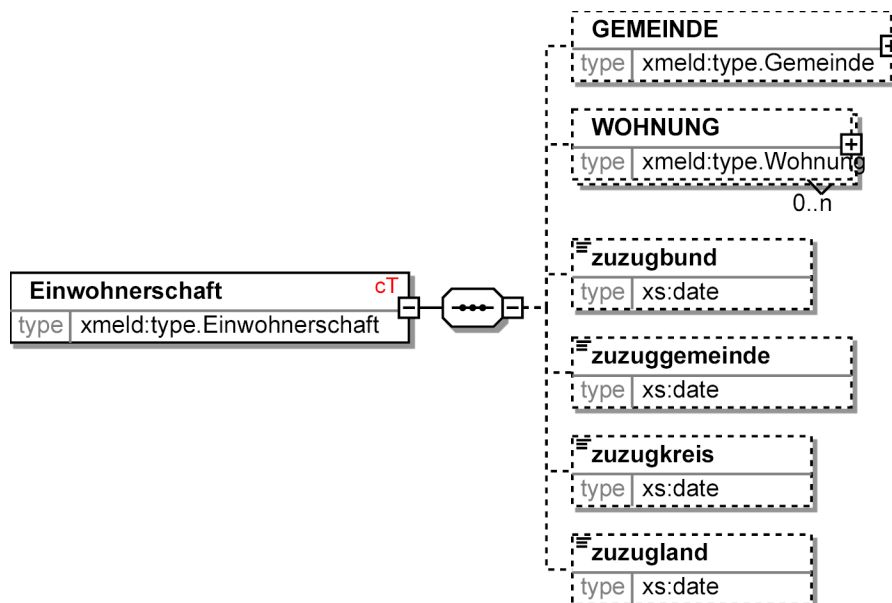 GEMEINDE
type xmeld:type.Gemeinde
WOHNUNG
type xmeld:type.Wohnung
0..n
zuzugbund
type xs:date
Einwohnerschaft cT
type xmeld:type.Einwohnerschaft
zuzuggemeinde
type xs:date
zuzugkreis
type xs:date
zuzugland
type xs:date